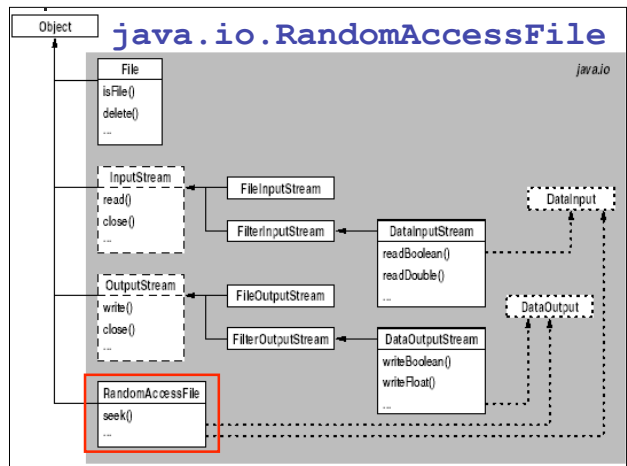 Object
java.io.RandomAccessFile
java.io
File
isFile()
delete()
...
InputStream
read()
close()
...
FileInputStream
FilterInputStream
DataInputStream
readBoolean()
readDouble()
...
DataInput
OutputStream
write()
close()
...
FileOutputStream
FilterOutputStream
DataOutputStream
writeBoolean()
writeFloat()
...
DataOutput
RandomAccessFile
seek()
...